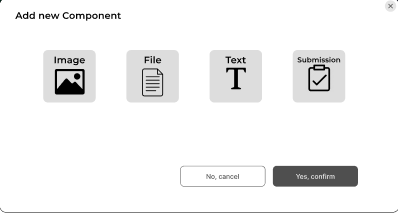 Add new Component
Image
File
Text
Submission
T
No, cancel
Yes, confirm